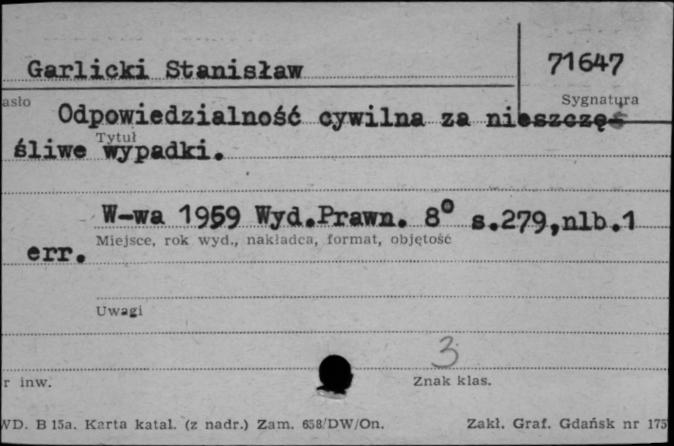 Garlicki Stanisław 71647
asło Sygnatura
Odpowiedzialność cywilna za nieszczę-
Tytuł
śliwe wypadki.
W-wa 1959 Wyd.Prawn. 8° s.279,nlb.1
Miejsce, rok wyd., nakładca, format, objętość
err.
Uwagi
3
r inw. Znak klas.
WD. B 15a. Karta katal. (z nadr.) Zam. 658/DW/On. Zakł. Graf. Gdańsk nr 175